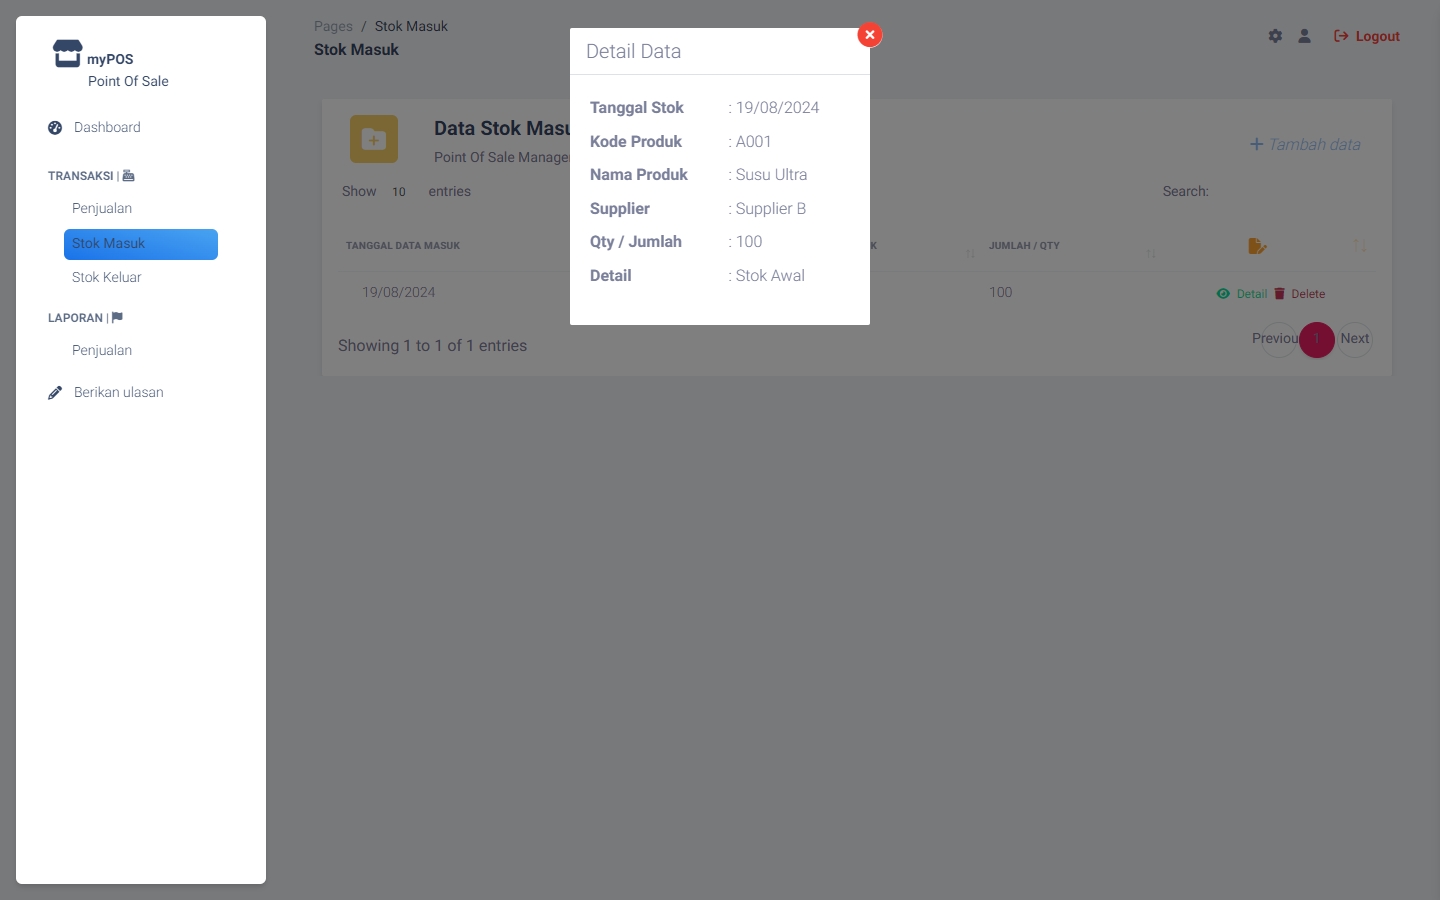 myPOS
Point Of Sale
Dashboard
TRANSAKSI |
Penjualan
Stok Masuk
Stok Keluar
LAPORAN |
Penjualan
Berikan ulasan
Pages / Stok Masuk
Stok Masuk
Logout
Detail Data
Tanggal Stok : 19/08/2024
Kode Produk : A001
Nama Produk : Susu Ultra
Supplier : Supplier B
Qty / Jumlah : 100
Detail : Stok Awal
Data Stok
Point Of Sale
Tambah data
Show 10 entries
Search:
TANGGAL DATA MASUK JUMLAH / QTY
19/08/2024 100 Detail Delete
Showing 1 to 1 of 1 entries
Previou 1 Next